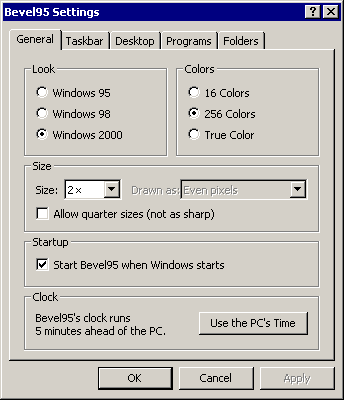 Bevel95 Settings
General
Taskbar
Desktop
Programs
Folders
Look
Windows 95
Windows 98
Windows 2000
Colors
16 Colors
256 Colors
True Color
Size
Size: 2× Drawn as: Even pixels
Allow quarter sizes (not as sharp)
Startup
Start Bevel95 when Windows starts
Clock
Bevel95's clock runs
5 minutes ahead of the PC.
Use the PC's Time
OK
Cancel
Apply